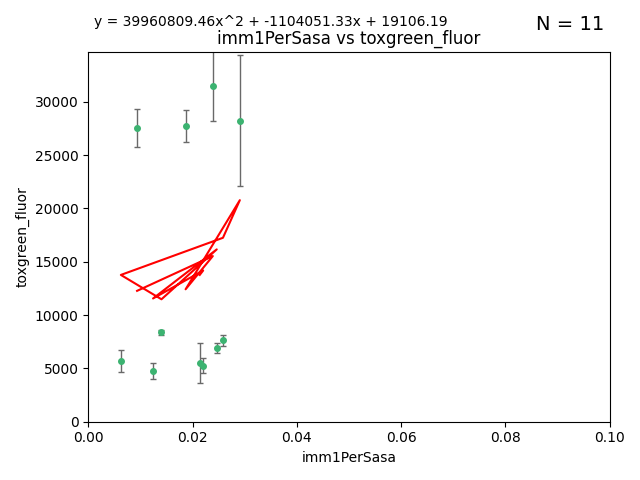 y = 39960809.46x^2 + -1104051.33x + 19106.19
N = 11
imm1PerSasa vs toxgreen_fluor
30000
25000
20000
15000
10000
5000
0
toxgreen_fluor
0.00
0.02
0.04
0.06
0.08
0.10
imm1PerSasa